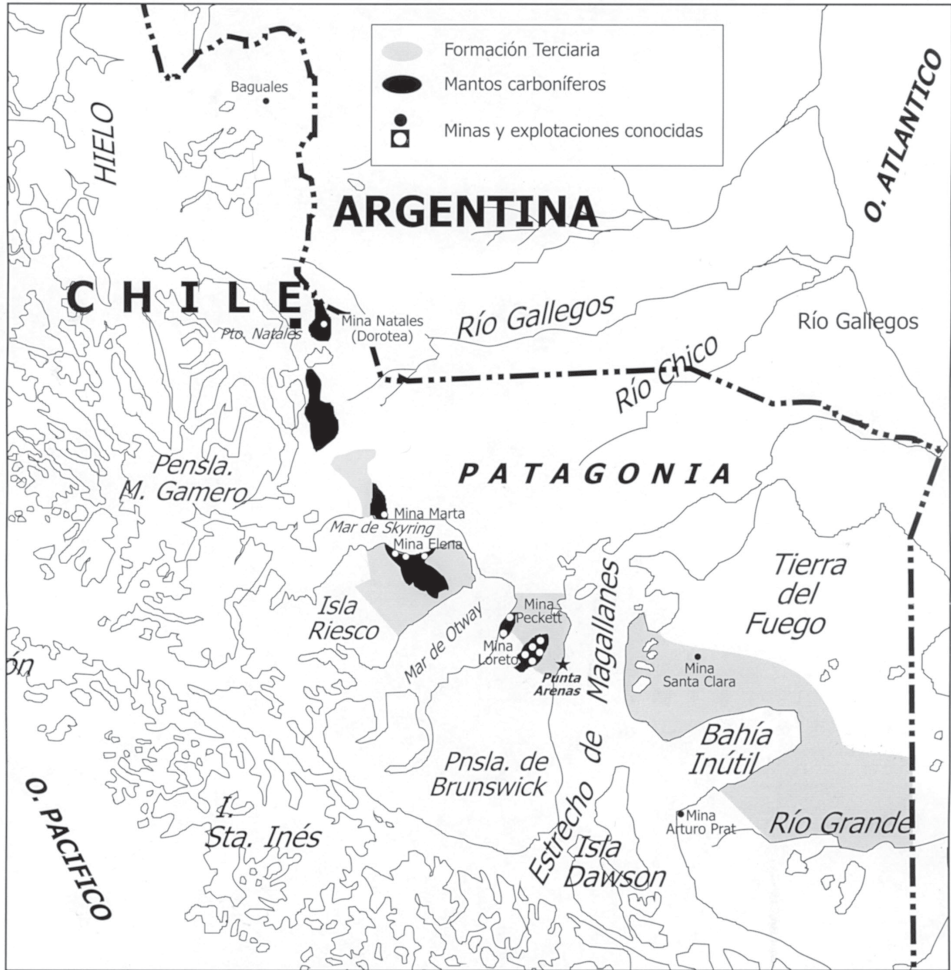 Formación Terciaria
Mantos carboníferos
Minas y explotaciones conocidas
Baguales
HIELO
O. ATLANTICO
ARGENTINA
CHILE
Pto. Natales
Mina Natales
(Dorotea)
Río Gallegos
Río Gallegos
Río Chico
Pensla.
M. Gamero
PATAGONIA
Mina Marta
Mar de Skyring
Mina Elena
Isla
Riesco
Mar de Otway
Mina
Peckett
Mina
Loreto
Punta
Arenas
Estrecho de Magallanes
Tierra
del
Fuego
Mina
Santa Clara
ón
Bahía
Inútil
Pnsla. de
Brunswick
O. PACIFICO
I.
Sta. Inés
Isla
Dawson
Mina
Arturo Prat
Río Grande